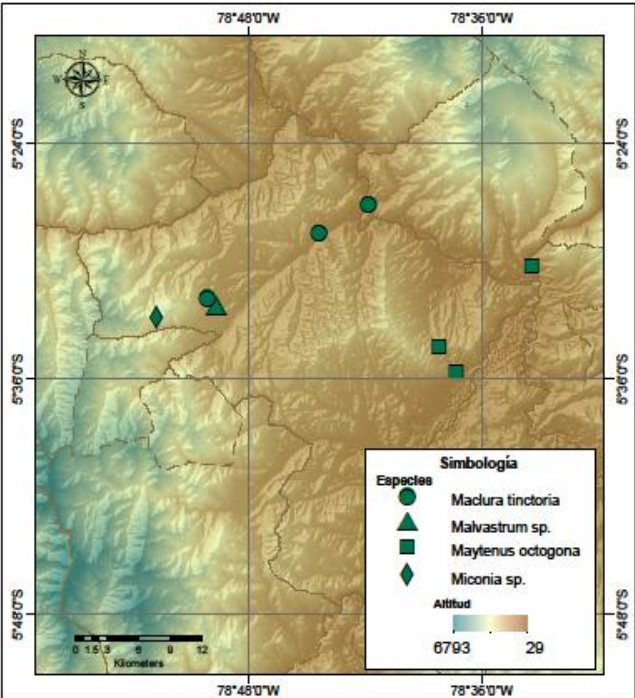 78°48'0"W 78°36'0"W
N
W E
S
5°24'0"S 5°24'0"S
5°36'0"S 5°36'0"S
5°48'0"S 5°48'0"S
Simbología
Especies
Maclura tinctoria
Malvastrum sp.
Maytenus octogona
Miconia sp.
Altitud
6793 29
0 1.5 3 6 9 12
Kilometers
78°48'0"W 78°36'0"W